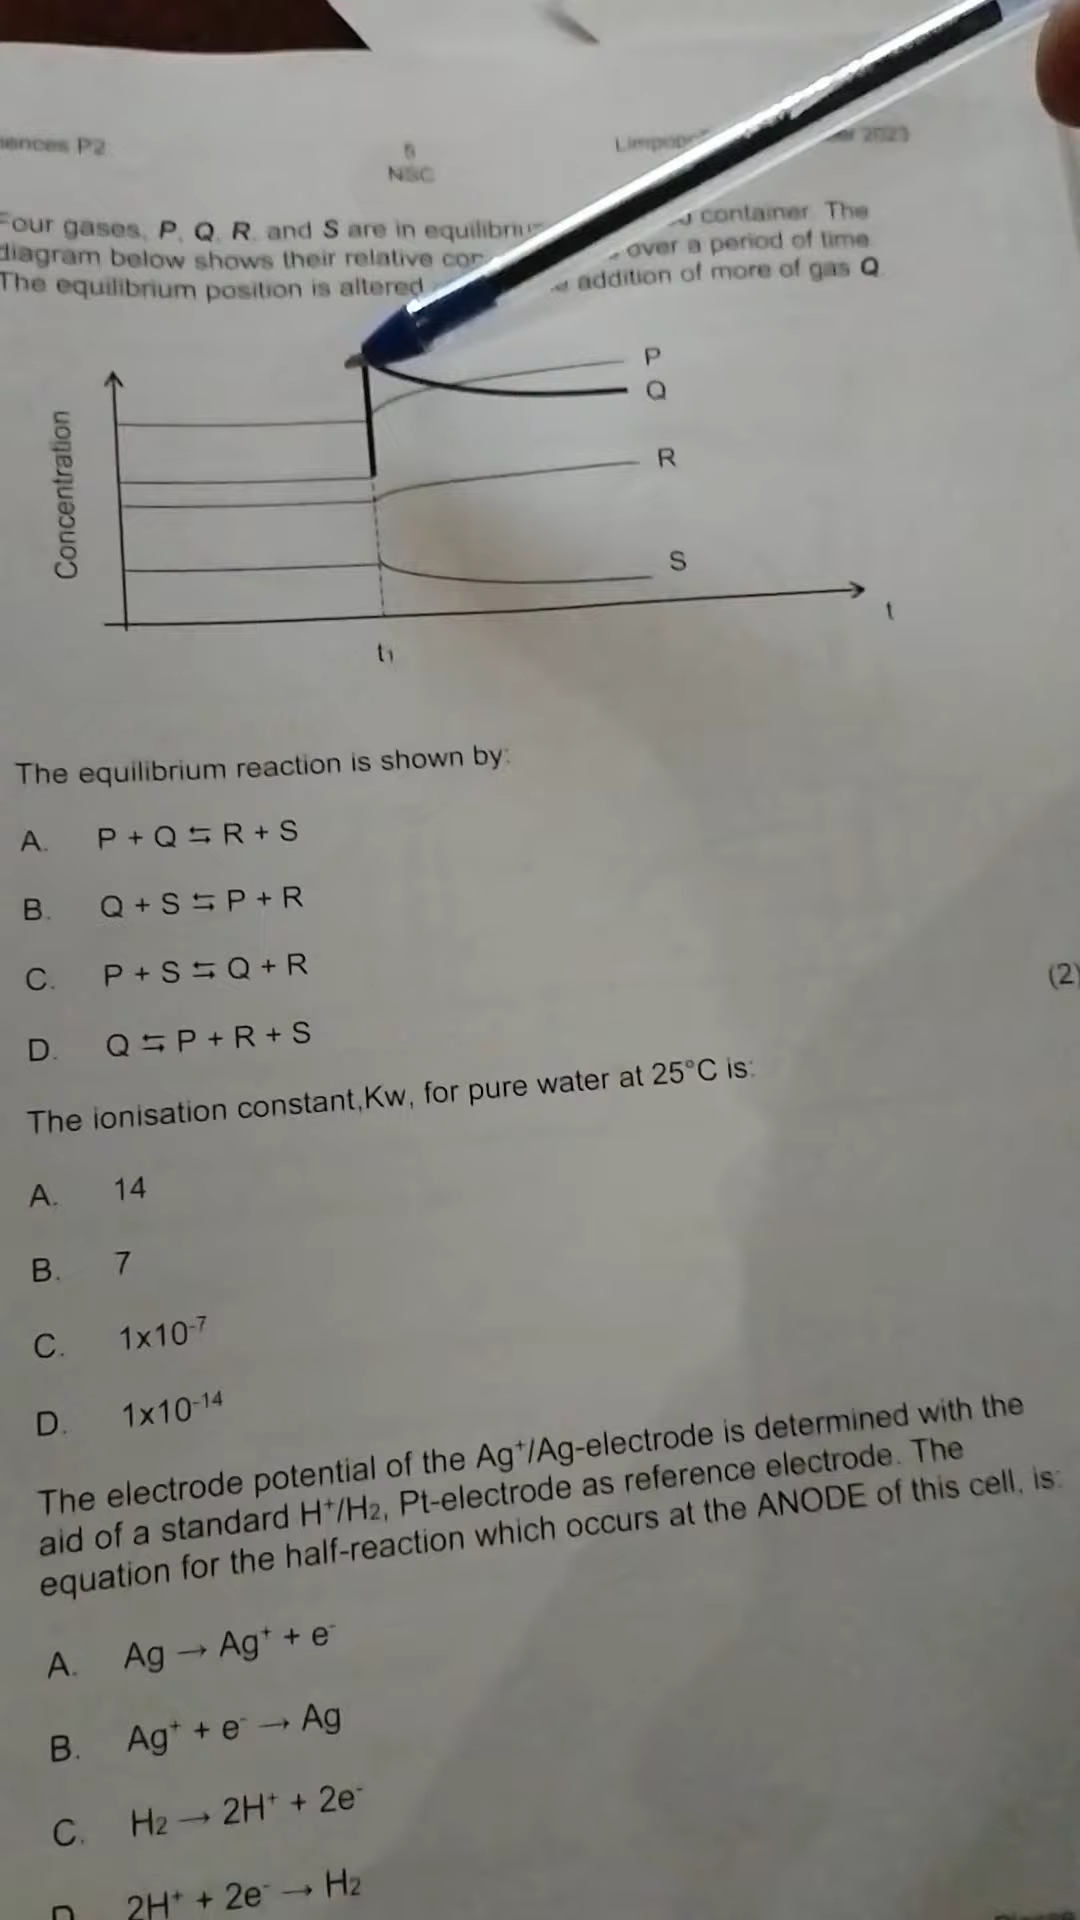 ences P2
5
Limpopo 2023
NSC
Four gases, P, Q, R, and S are in container. The
diagram below shows their relative over a period of time.
The equilibrium position is altered addition of more of gas Q.
Concentration
P
Q
R
S
t
t1
The equilibrium reaction is shown by:
A. P + Q ⇆ R + S
B. Q + S ⇆ P + R
C. P + S ⇆ Q + R
(2)
D. Q ⇆ P + R + S
The ionisation constant,Kw, for pure water at 25°C is:
A. 14
B. 7
C. 1x10⁻⁷
D. 1x10⁻¹⁴
The electrode potential of the Ag⁺/Ag-electrode is determined with the
aid of a standard H⁺/H₂, Pt-electrode as reference electrode. The
equation for the half-reaction which occurs at the ANODE of this cell, is:
A. Ag → Ag⁺ + e⁻
B. Ag⁺ + e⁻ → Ag
C. H₂ → 2H⁺ + 2e⁻
D. 2H⁺ + 2e⁻ → H₂